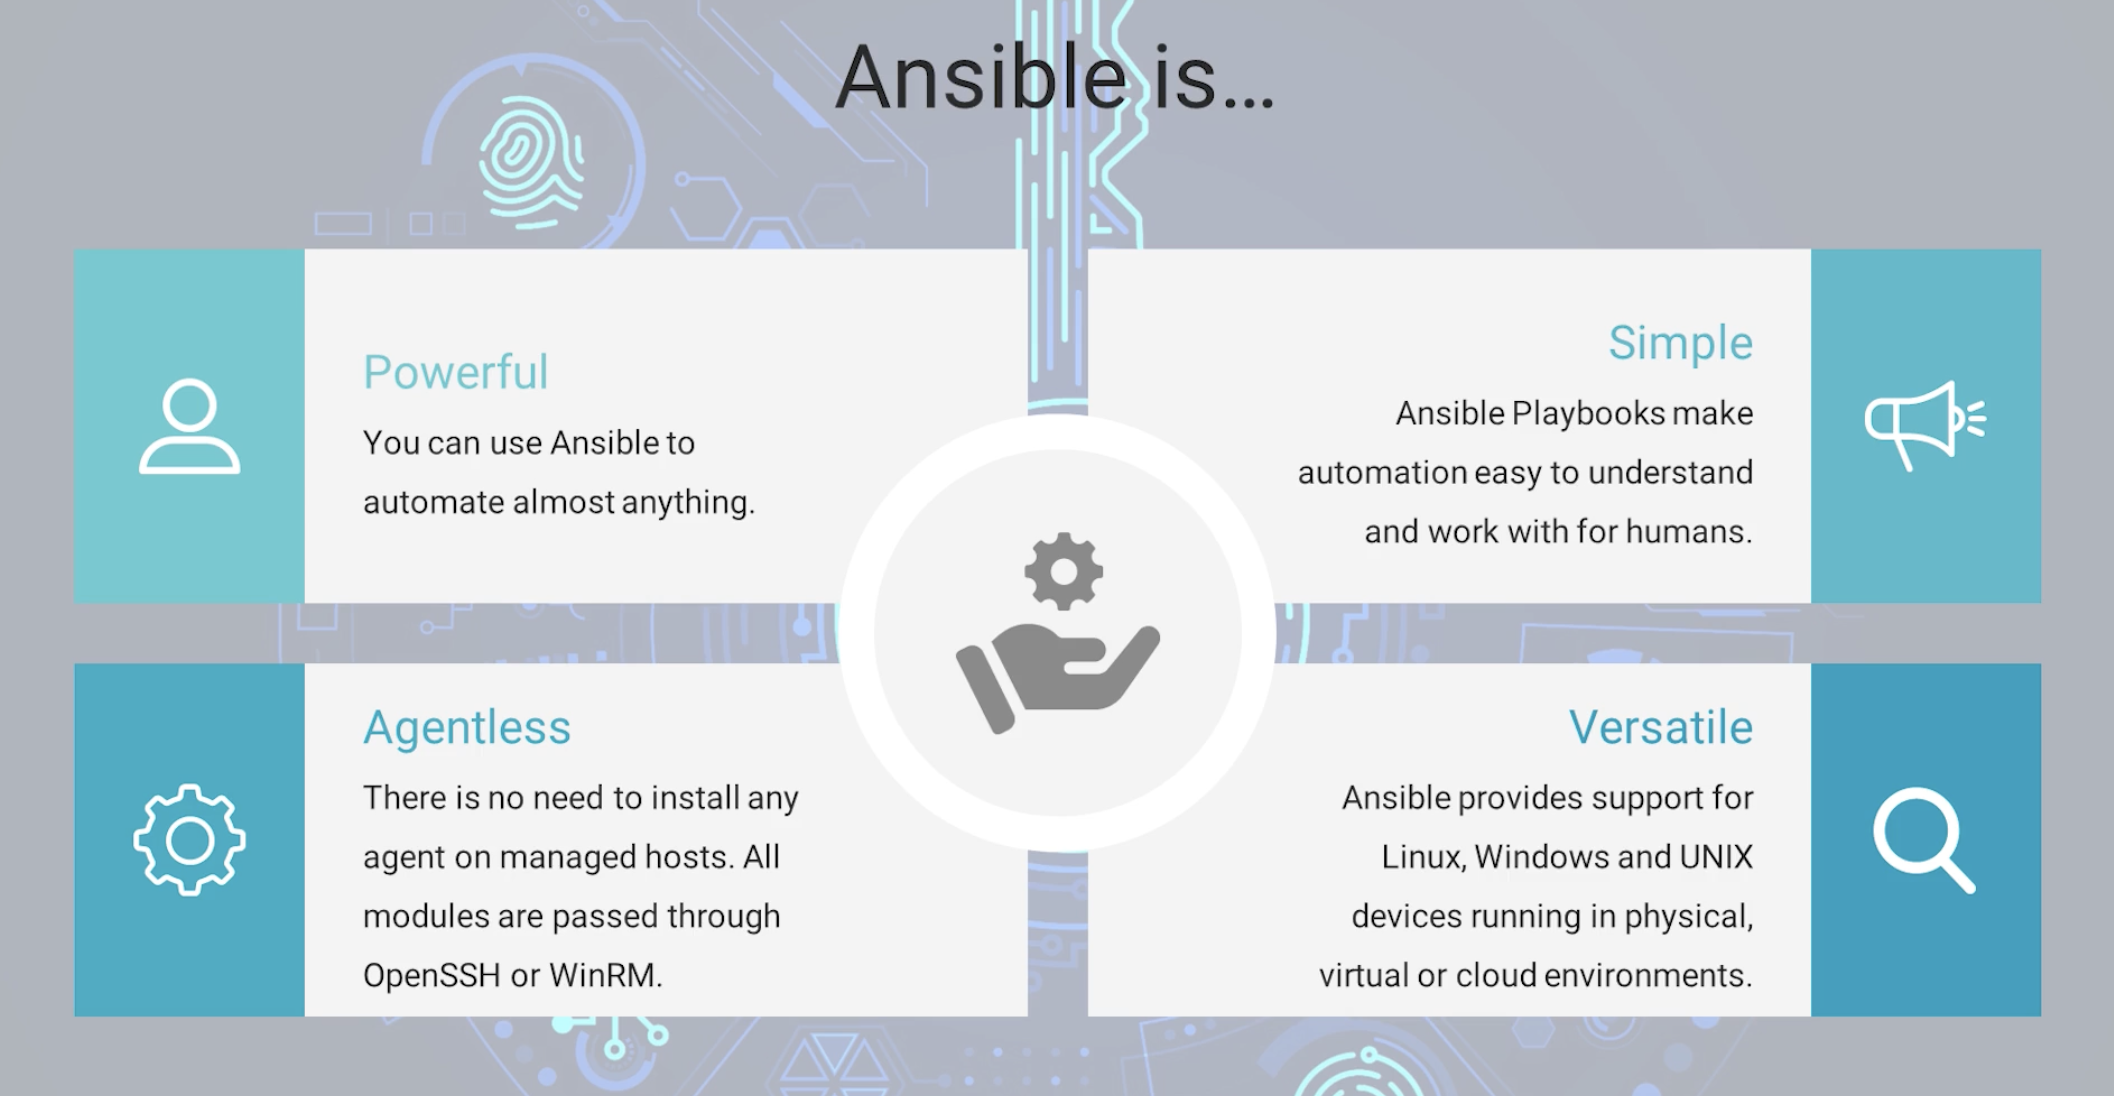 Ansible is...
Powerful
You can use Ansible to
automate almost anything.
Simple
Ansible Playbooks make
automation easy to understand
and work with for humans.
Agentless
There is no need to install any
agent on managed hosts. All
modules are passed through
OpenSSH or WinRM.
Versatile
Ansible provides support for
Linux, Windows and UNIX
devices running in physical,
virtual or cloud environments.